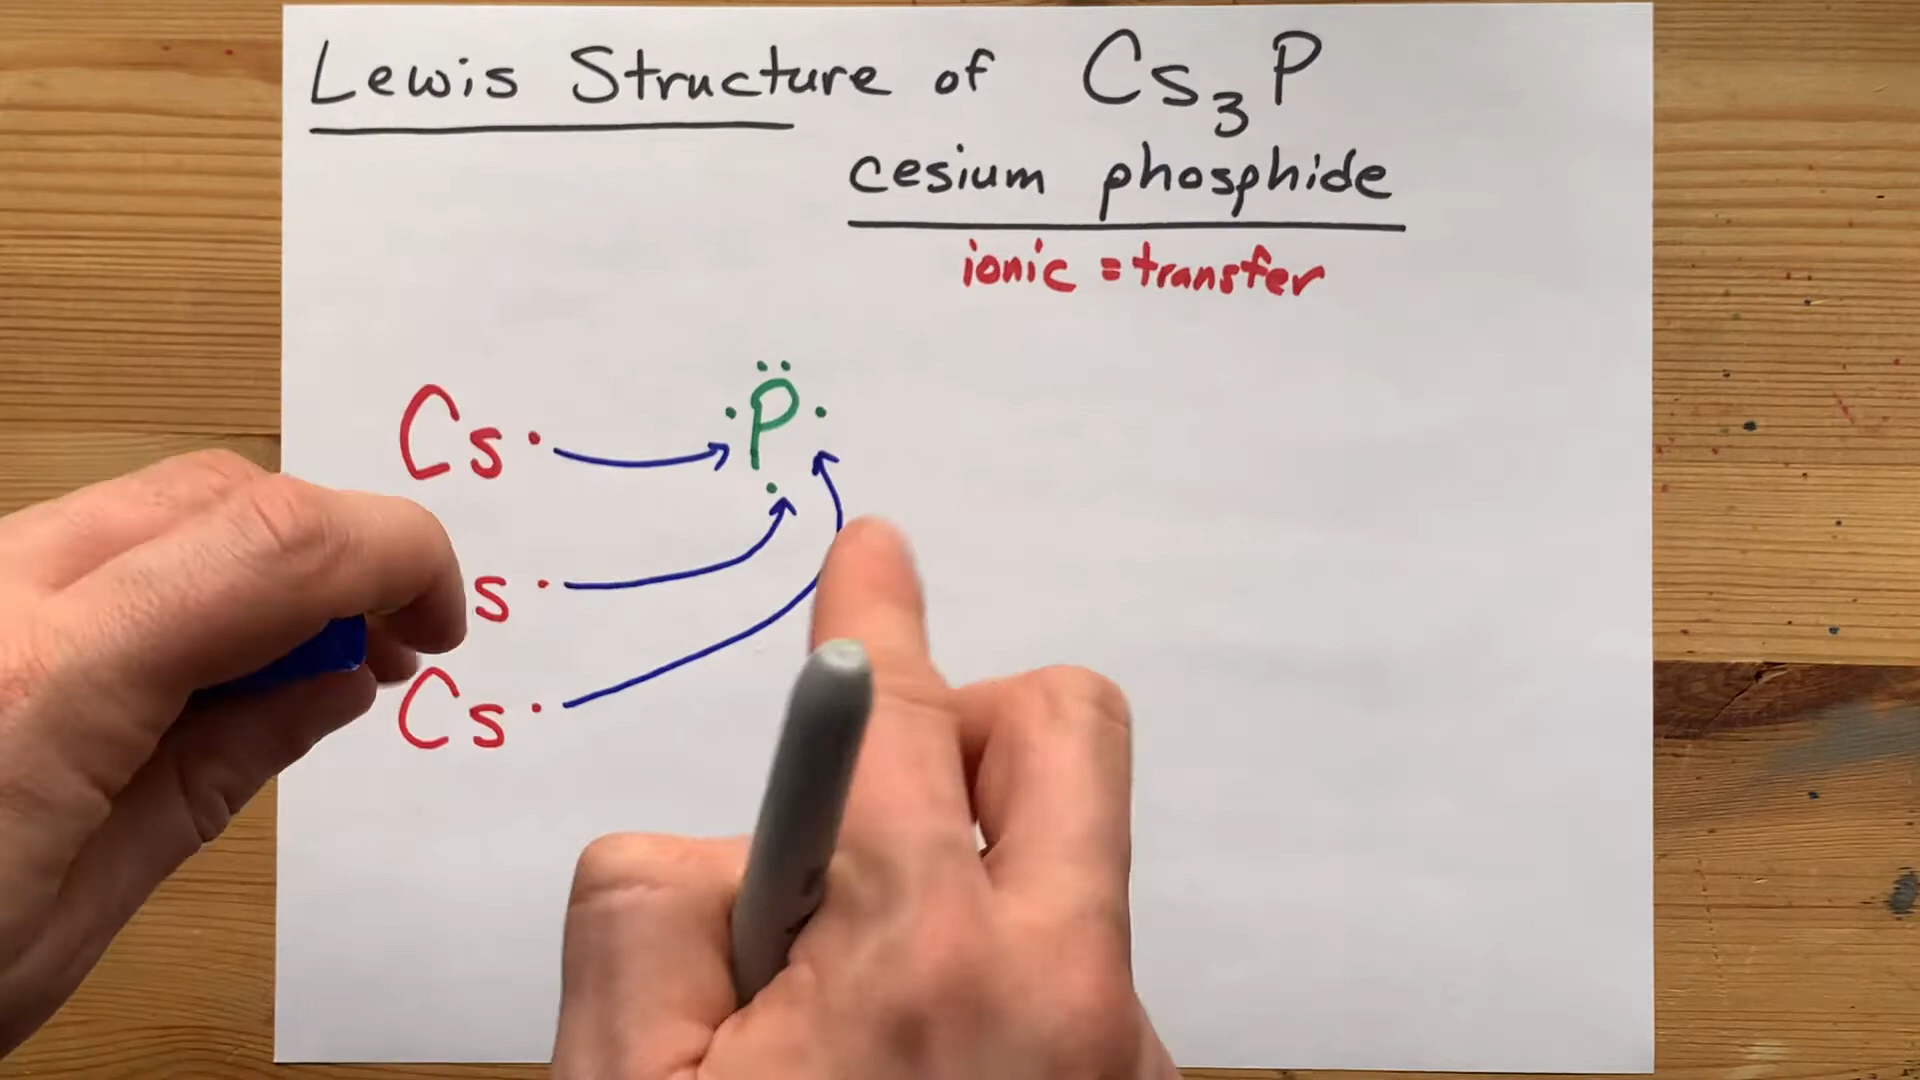 Lewis Structure of Cs₃P
cesium phosphide
ionic = transfer
Cs· ·P̈·
·
s·
Cs·